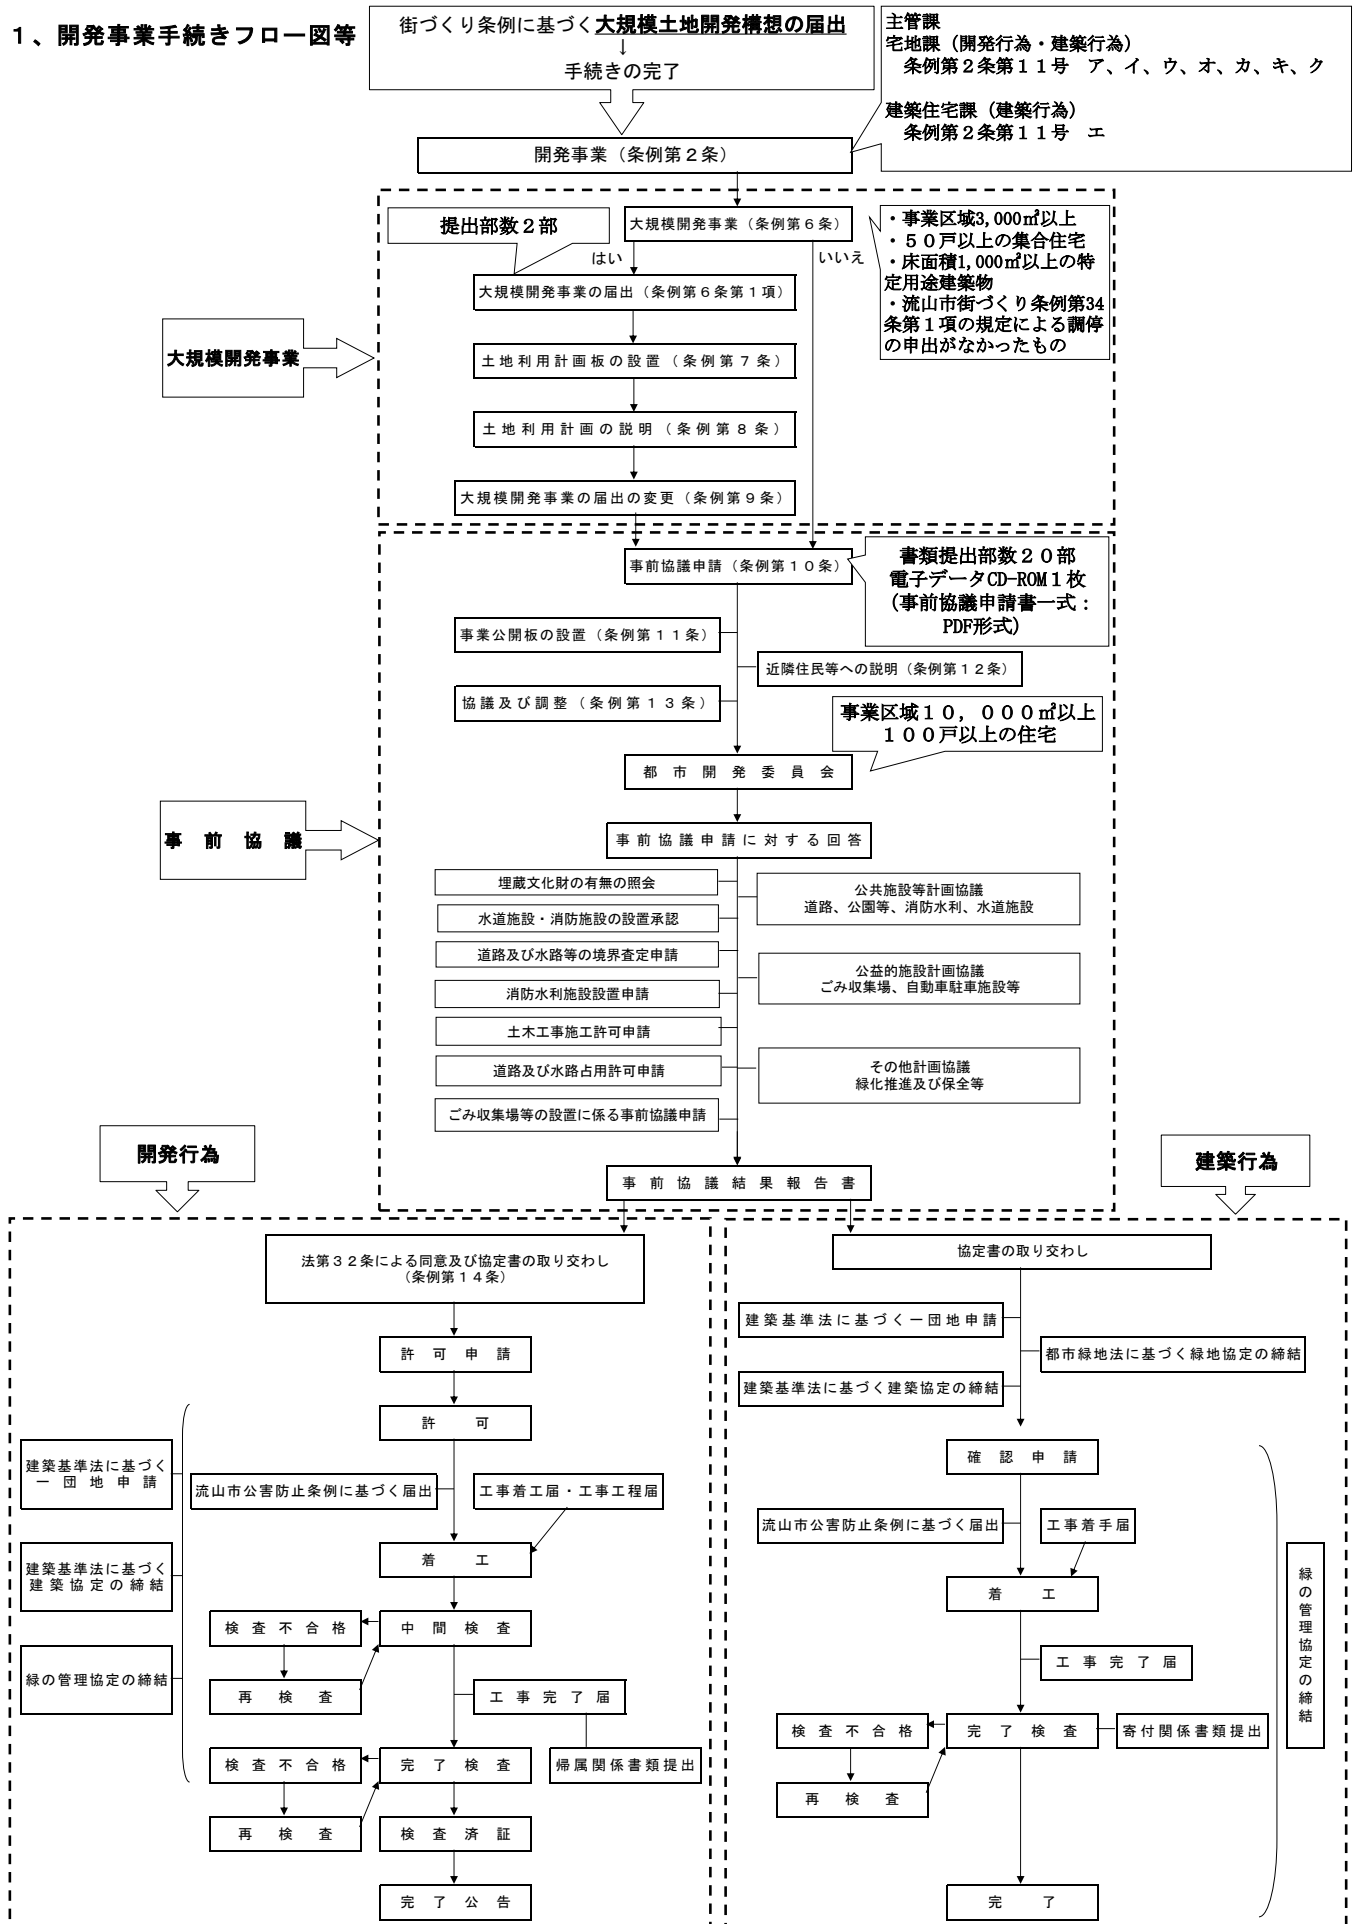 1、開発事業手続きフロー図等
街づくり条例に基づく大規模土地開発構想の届出
↓
手続きの完了
主管課
宅地課（開発行為・建築行為）
条例第2条第11号 ア、イ、ウ、オ、カ、キ、ク
建築住宅課（建築行為）
条例第2条第11号 エ
開発事業（条例第2条）
提出部数2部
大規模開発事業（条例第6条）
はい
いいえ
・事業区域3,000㎡以上
・50戸以上の集合住宅
・床面積1,000㎡以上の特
定用途建築物
・流山市街づくり条例第34
条第1項の規定による調停
の申出がなかったもの
大規模開発事業の届出（条例第6条第1項）
大規模開発事業
土地利用計画板の設置（条例第7条）
土地利用計画の説明（条例第8条）
大規模開発事業の届出の変更（条例第9条）
事前協議申請（条例第10条）
書類提出部数20部
電子データCD-ROM1枚
（事前協議申請書一式：
PDF形式）
事業公開板の設置（条例第11条）
近隣住民等への説明（条例第12条）
協議及び調整（条例第13条）
事業区域10，000㎡以上
100戸以上の住宅
都市開発委員会
事前協議
事前協議申請に対する回答
埋蔵文化財の有無の照会
公共施設等計画協議
道路、公園等、消防水利、水道施設
水道施設・消防施設の設置承認
道路及び水路等の境界査定申請
公益的施設計画協議
ごみ収集場、自動車駐車施設等
消防水利施設設置申請
土木工事施工許可申請
道路及び水路占用許可申請
その他計画協議
緑化推進及び保全等
ごみ収集場等の設置に係る事前協議申請
事前協議結果報告書
開発行為
建築行為
法第32条による同意及び協定書の取り交わし
（条例第14条）
許可申請
許可
建築基準法に基づく
一団地申請
流山市公害防止条例に基づく届出
工事着工届・工事工程届
着工
建築基準法に基づく
建築協定の締結
検査不合格
中間検査
緑の管理協定の締結
再検査
工事完了届
検査不合格
完了検査
帰属関係書類提出
再検査
検査済証
完了公告
協定書の取り交わし
建築基準法に基づく一団地申請
都市緑地法に基づく緑地協定の締結
建築基準法に基づく建築協定の締結
確認申請
流山市公害防止条例に基づく届出
工事着手届
着工
緑の管理協定の締結
工事完了届
検査不合格
完了検査
寄付関係書類提出
再検査
完了